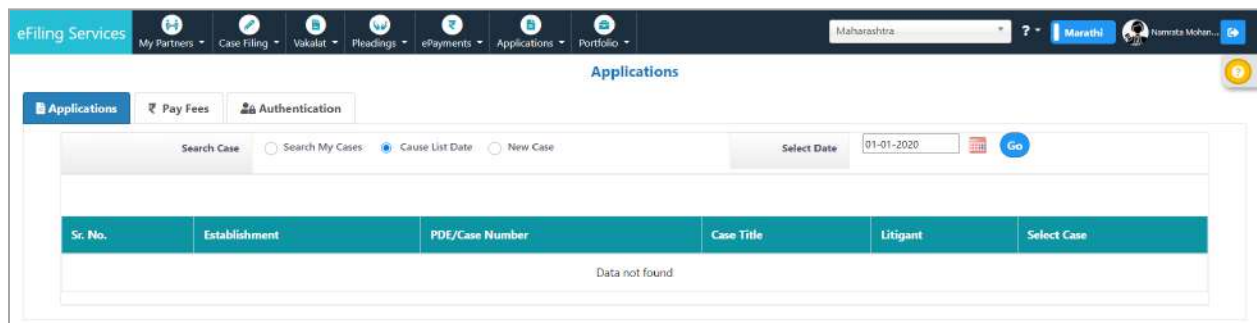 eFiling Services
My Partners Case Filing Vakalat Pleadings ePayments Applications Portfolio
Maharashtra
? Marathi Namrata Mohan...
Applications
Applications ₹ Pay Fees Authentication
Search Case Search My Cases Cause List Date New Case Select Date 01-01-2020 Go
Sr. No. Establishment PDE/Case Number Case Title Litigant Select Case
Data not found